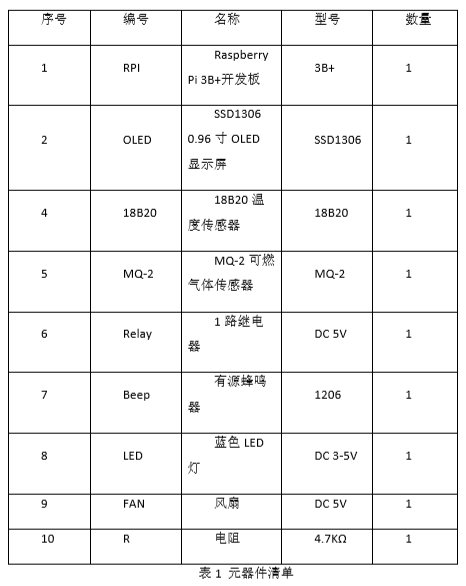 序号 编号 名称 型号 数量
1 RPI Raspberry Pi 3B+开发板 3B+ 1
2 OLED SSD1306 0.96 寸 OLED 显示屏 SSD1306 1
4 18B20 18B20 温度传感器 18B20 1
5 MQ-2 MQ-2 可燃气体传感器 MQ-2 1
6 Relay 1 路继电器 DC 5V 1
7 Beep 有源蜂鸣器 1206 1
8 LED 蓝色 LED 灯 DC 3-5V 1
9 FAN 风扇 DC 5V 1
10 R 电阻 4.7KΩ 1
表 1 元器件清单